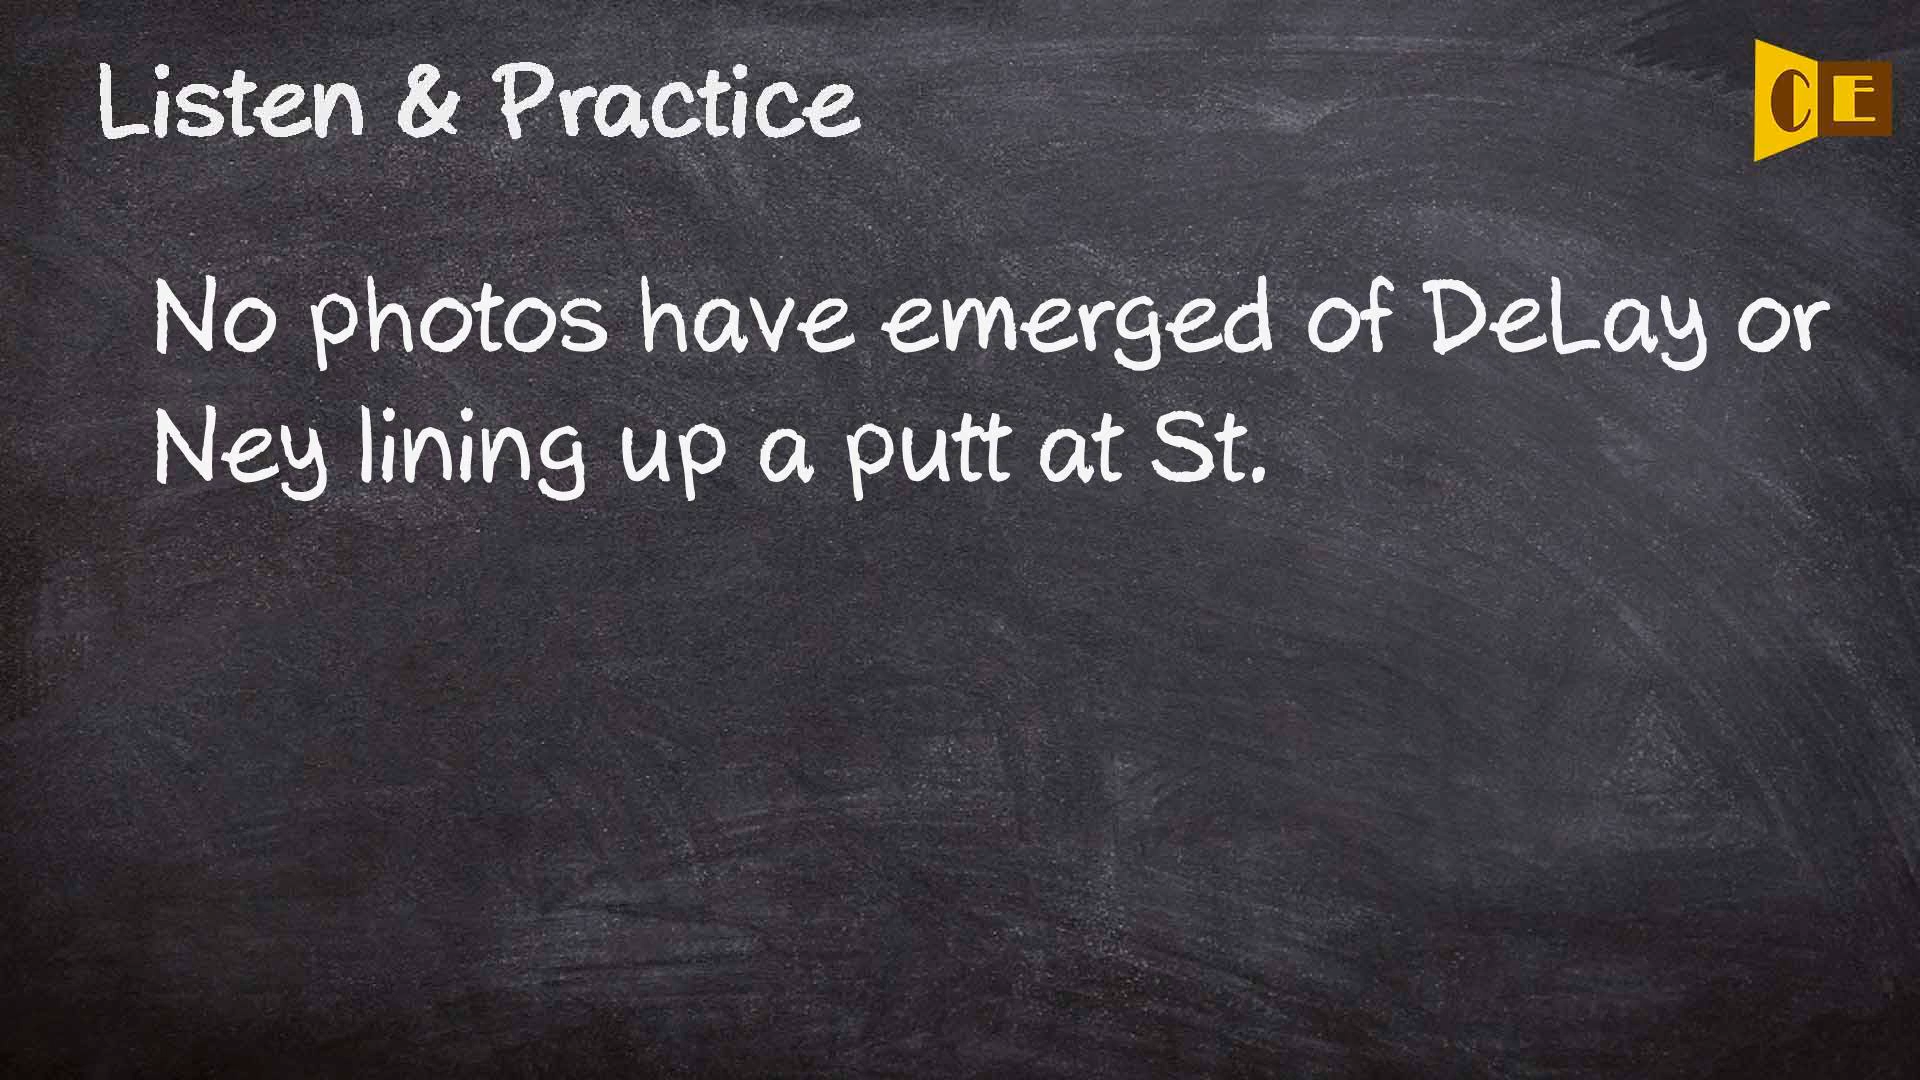 Listen & Practice
CE
No photos have emerged of DeLay or
Ney lining up a putt at St.